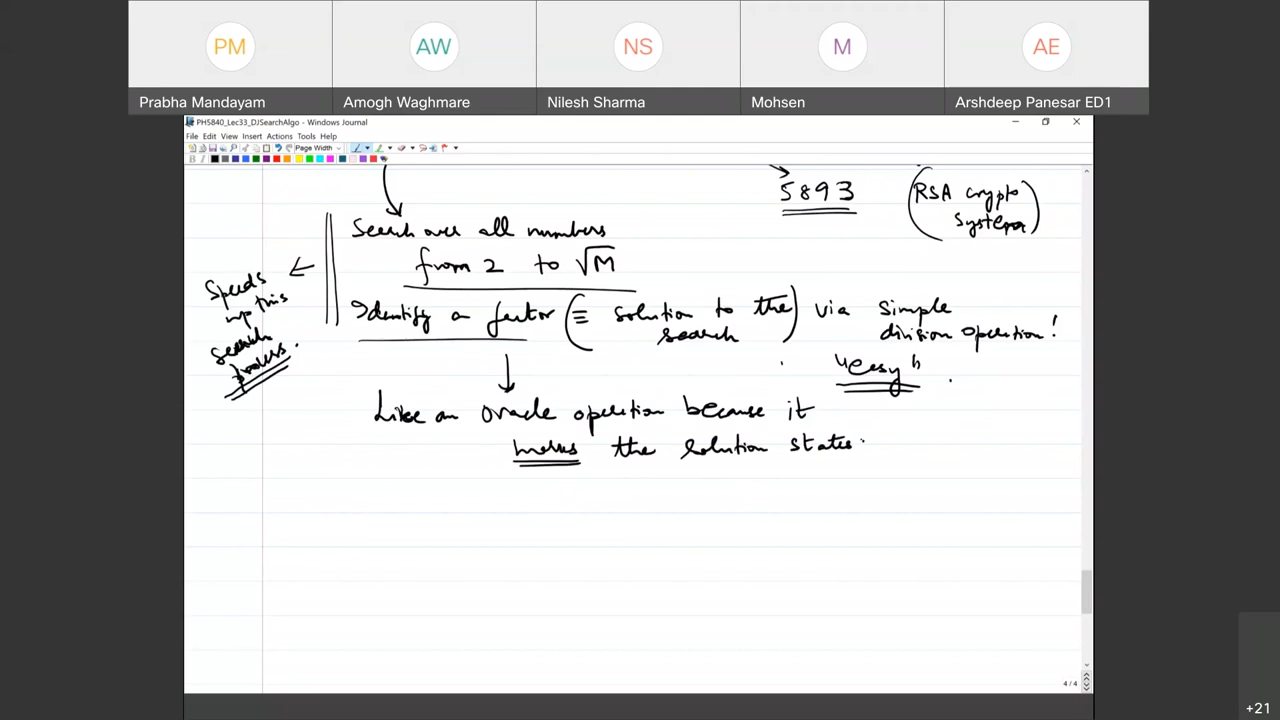 PM AW NS M AE
Prabha Mandayam Amogh Waghmare Nilesh Sharma Mohsen Arshdeep Panesar ED1
PH5840_Lec33_DJSearchAlgo - Windows Journal
File Edit View Insert Actions Tools Help
Page Width
B I
5893 (RSA crypto
system)
Search over all numbers
from 2 to √M
Speeds
up this
search
process.
Identify a factor (≡ solution to the search) via simple
division operation!
"easy"
Like an oracle operation because it
marks the solution states.
4 / 4
+21